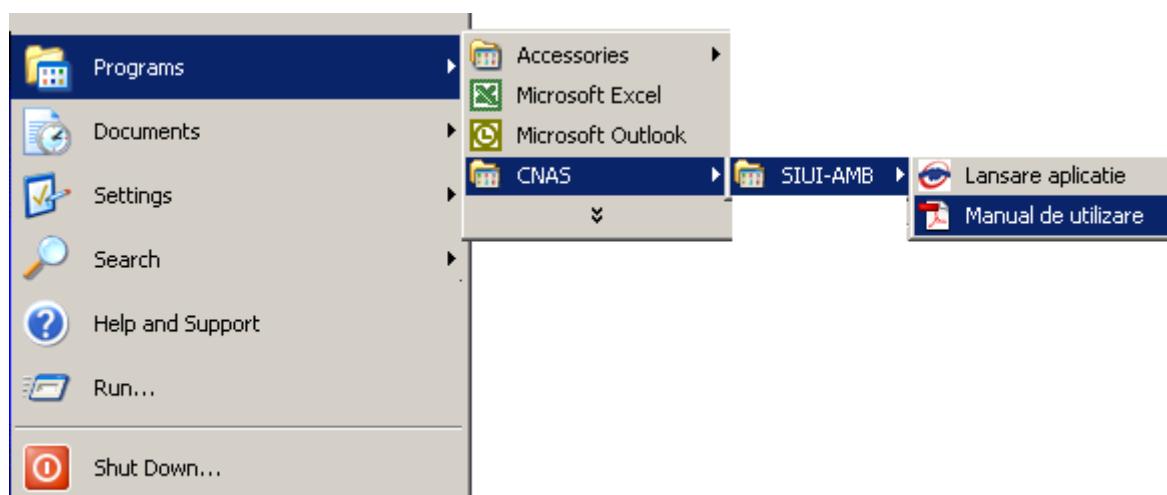 Programs
Documents
Settings
Search
Help and Support
Run...
Shut Down...
Accessories
Microsoft Excel
Microsoft Outlook
CNAS
SIUI-AMB
Lansare aplicatie
Manual de utilizare